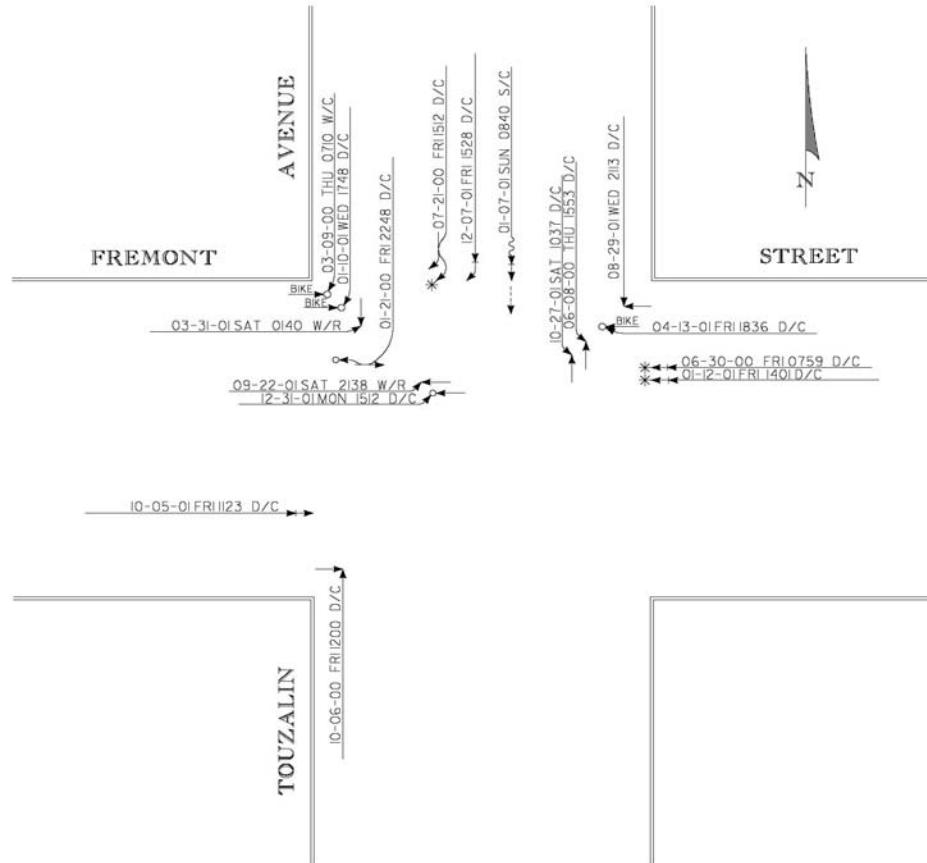 AVENUE
FREMONT
STREET
N
03-09-00 THU 0710 W/C
01-10-01 WED 1748 D/C
01-21-00 FRI 2248 D/C
07-21-00 FRI 1512 D/C
12-07-01 FRI 1528 D/C
01-07-01 SUN 0840 S/C
10-27-01 SAT 1037 D/C
06-08-00 THU 1553 D/C
08-29-01 WED 2113 D/C
BIKE
BIKE
BIKE
03-31-01 SAT 0140 W/R
04-13-01 FRI 1836 D/C
06-30-00 FRI 0759 D/C
01-12-01 FRI 1401 D/C
09-22-01 SAT 2138 W/R
12-31-01 MON 1512 D/C
10-05-01 FRI 1123 D/C
10-06-00 FRI 1200 D/C
TOUZALIN